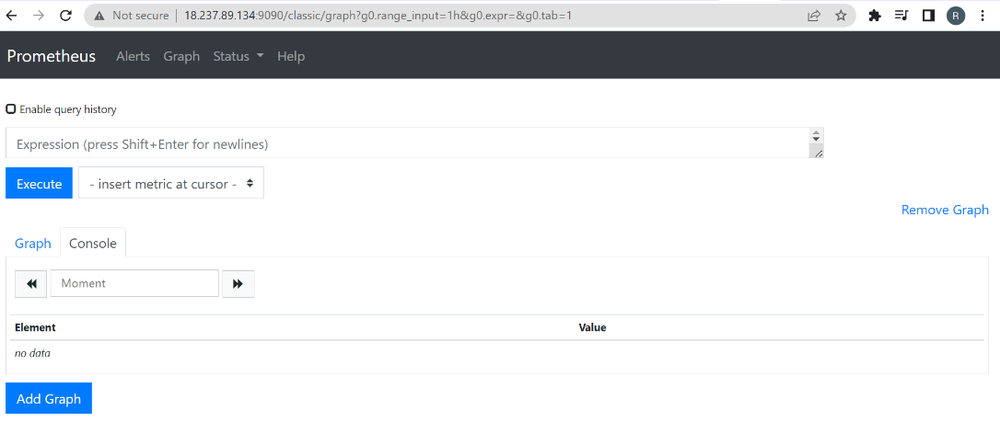 Not secure 18.237.89.134:9090/classic/graph?g0.range_input=1h&g0.expr=&g0.tab=1 R
Prometheus Alerts Graph Status Help
Enable query history
Expression (press Shift+Enter for newlines)
Execute - insert metric at cursor -
Remove Graph
Graph Console
Moment
Element Value
no data
Add Graph